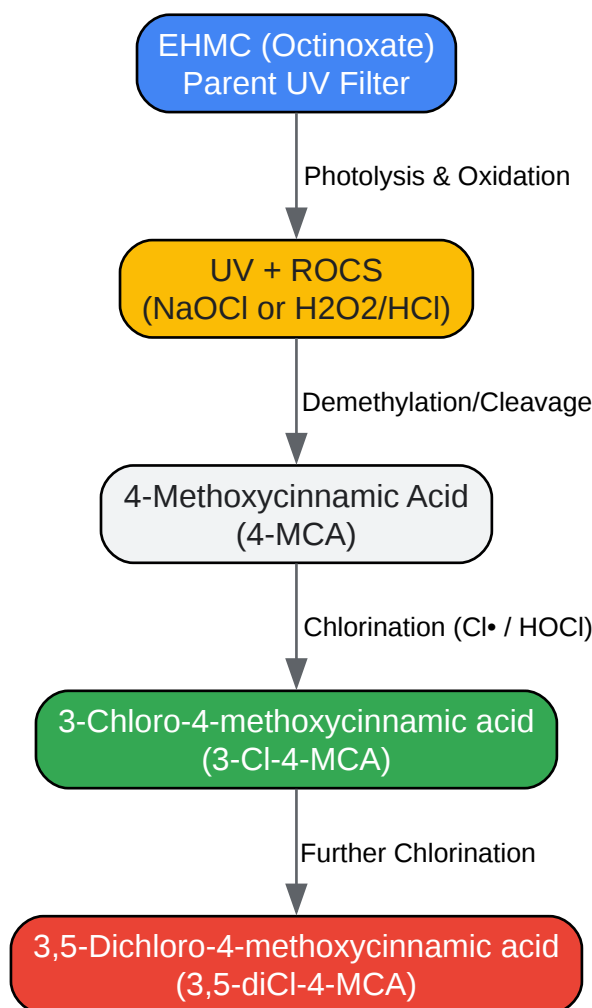 EHMC (Octinoxate)
Parent UV Filter
Photolysis & Oxidation
UV + ROCS
(NaOCl or H2O2/HCl)
Demethylation/Cleavage
4-Methoxycinnamic Acid
(4-MCA)
Chlorination (Cl• / HOCl)
3-Chloro-4-methoxycinnamic acid
(3-Cl-4-MCA)
Further Chlorination
3,5-Dichloro-4-methoxycinnamic acid
(3,5-diCl-4-MCA)